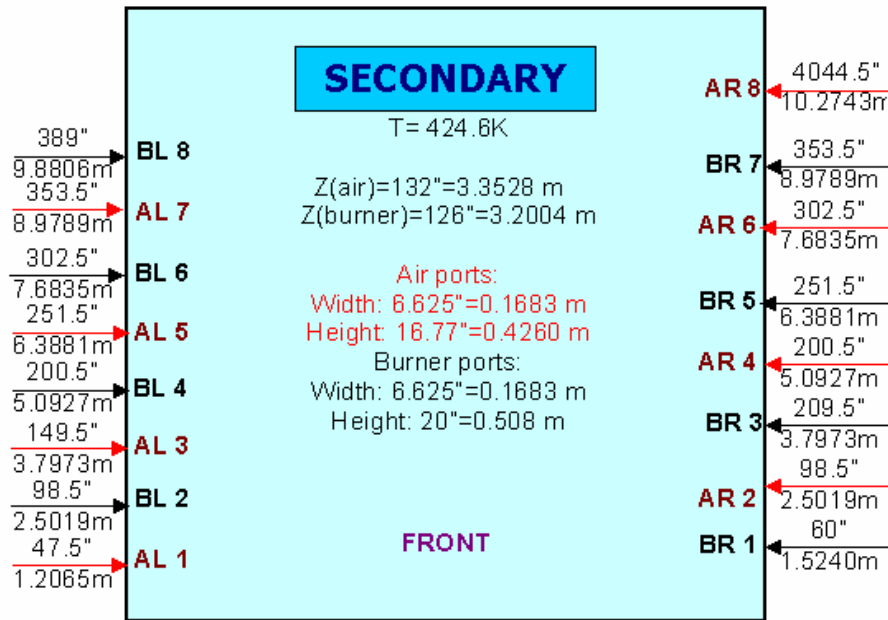 SECONDARY
T= 424.6K
Z(air)=132"=3.3528 m
Z(burner)=126"=3.2004 m
Air ports:
Width: 6.625"=0.1683 m
Height: 16.77"=0.4260 m
Burner ports:
Width: 6.625"=0.1683 m
Height: 20"=0.508 m
FRONT
389"
9.8806m
BL 8
353.5"
8.9789m
AL 7
302.5"
7.6835m
BL 6
251.5"
6.3881m
AL 5
200.5"
5.0927m
BL 4
149.5"
3.7973m
AL 3
98.5"
2.5019m
BL 2
47.5"
1.2065m
AL 1
AR 8
4044.5"
10.2743m
BR 7
353.5"
8.9789m
AR 6
302.5"
7.6835m
BR 5
251.5"
6.3881m
AR 4
200.5"
5.0927m
BR 3
209.5"
3.7973m
AR 2
98.5"
2.5019m
BR 1
60"
1.5240m